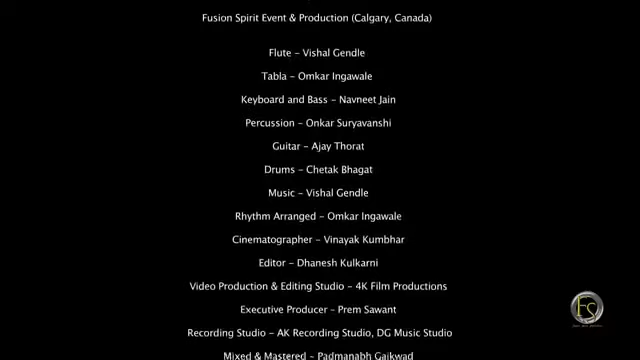 Fusion Spirit Event & Production (Calgary, Canada)
Flute - Vishal Gendle
Tabla - Omkar Ingawale
Keyboard and Bass - Navneet Jain
Percussion - Onkar Suryavanshi
Guitar - Ajay Thorat
Drums - Chetak Bhagat
Music - Vishal Gendle
Rhythm Arranged - Omkar Ingawale
Cinematographer - Vinayak Kumbhar
Editor - Dhanesh Kulkarni
Video Production & Editing Studio - 4K Film Productions
Executive Producer - Prem Sawant
Recording Studio - AK Recording Studio, DG Music Studio
Mixed & Mastered - Padmanabh Gaikwad